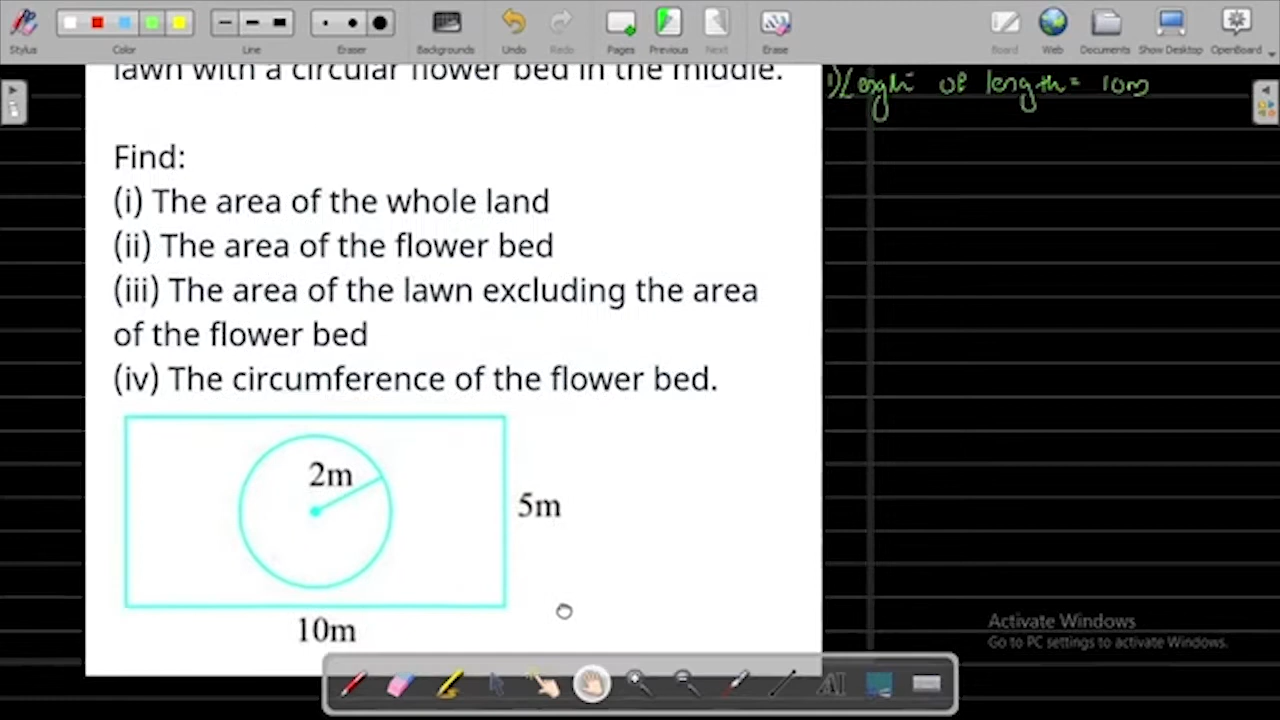 Stylus
Color
Line
Eraser
Backgrounds
Undo
Redo
Pages
Previous
Next
Erase
Board
Web
Documents
Show Desktop
OpenBoard
lawn with a circular flower bed in the middle.
Find:
(i) The area of the whole land
(ii) The area of the flower bed
(iii) The area of the lawn excluding the area
of the flower bed
(iv) The circumference of the flower bed.
2m
5m
10m
length = 10m
Activate Windows
Go to PC settings to activate Windows.